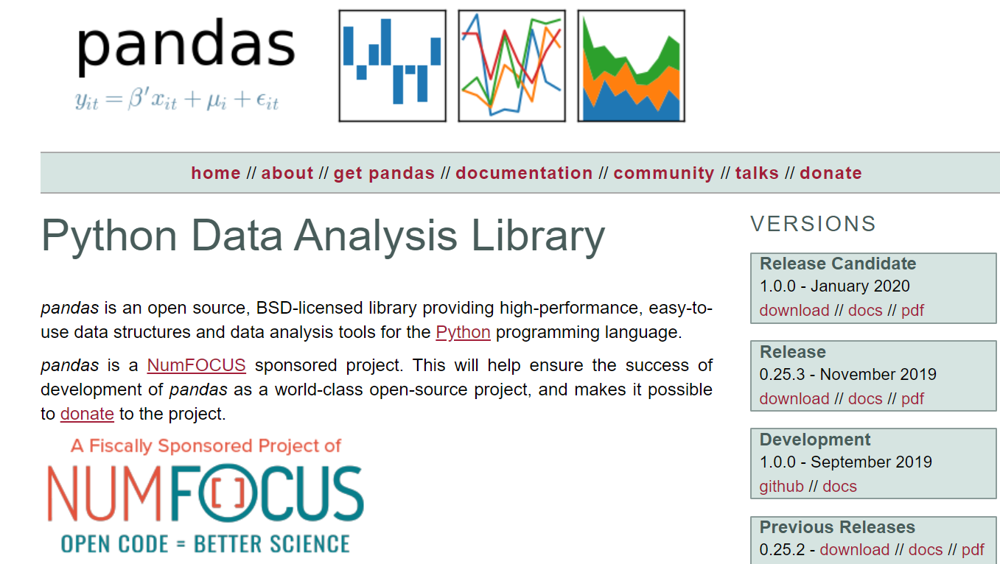 pandas
y_{it} = β′x_{it} + μ_i + ϵ_{it}
home // about // get pandas // documentation // community // talks // donate
Python Data Analysis Library
pandas is an open source, BSD-licensed library providing high-performance, easy-to-
use data structures and data analysis tools for the Python programming language.
pandas is a NumFOCUS sponsored project. This will help ensure the success of
development of pandas as a world-class open-source project, and makes it possible
to donate to the project.
A Fiscally Sponsored Project of
NUMFOCUS
OPEN CODE = BETTER SCIENCE
VERSIONS
Release Candidate
1.0.0 - January 2020
download // docs // pdf
Release
0.25.3 - November 2019
download // docs // pdf
Development
1.0.0 - September 2019
github // docs
Previous Releases
0.25.2 - download // docs // pdf